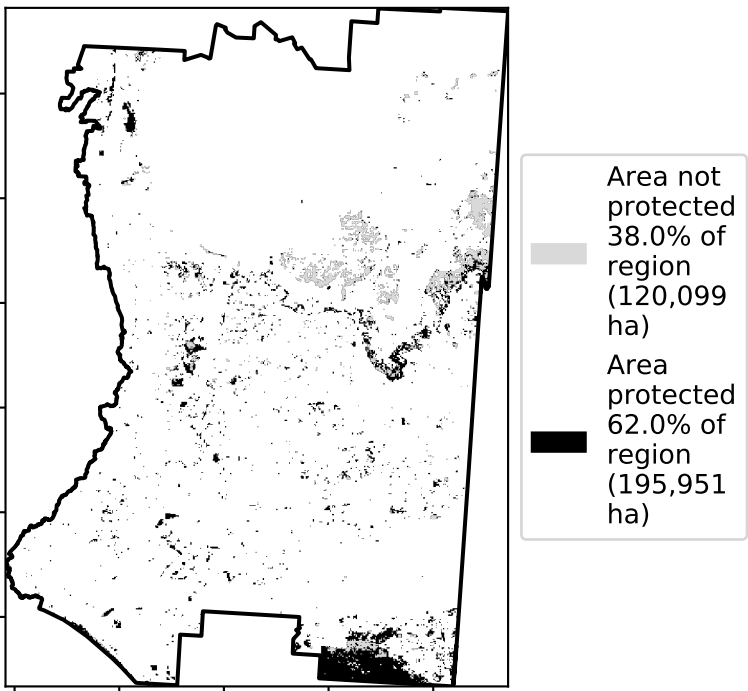 Area not
protected
38.0% of
region
(120,099
ha)
Area
protected
62.0% of
region
(195,951
ha)